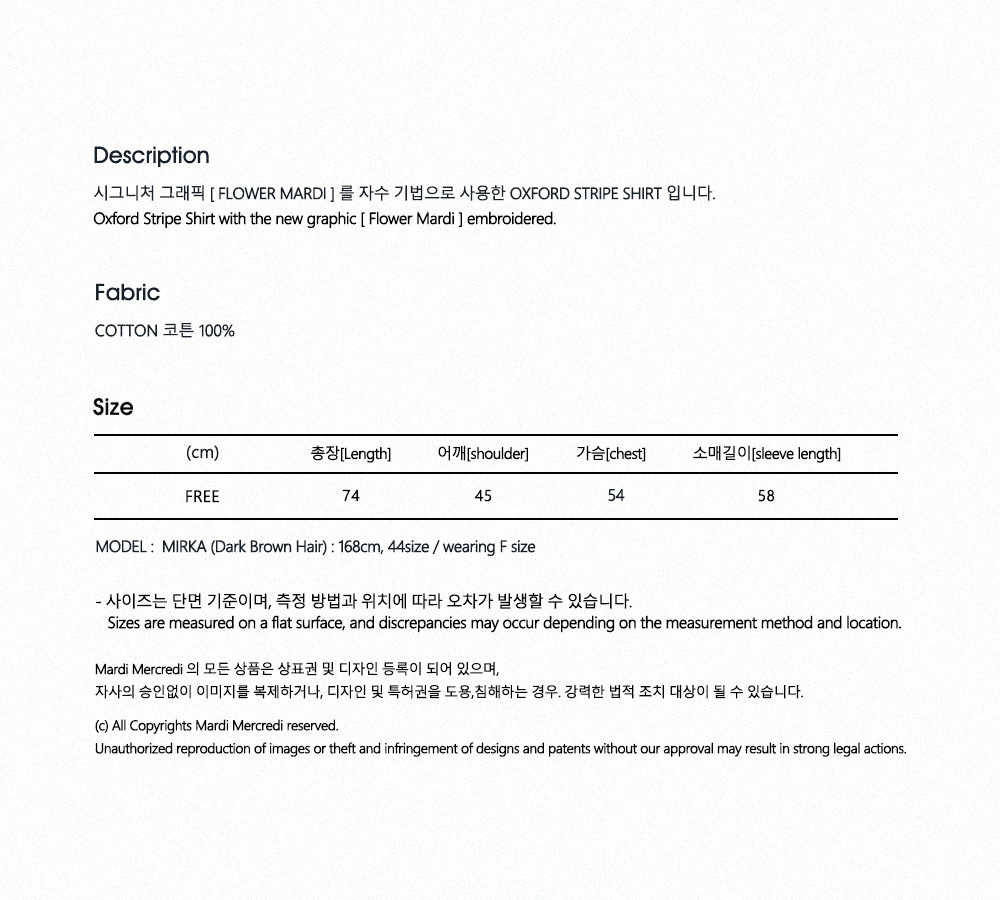 Description
시그니처 그래픽 [ FLOWER MARDI ] 를 자수 기법으로 사용한 OXFORD STRIPE SHIRT 입니다.
Oxford Stripe Shirt with the new graphic [ Flower Mardi ] embroidered.
Fabric
COTTON 코튼 100%
Size
(cm) 총장[Length] 어깨[shoulder] 가슴[chest] 소매길이[sleeve length]
FREE 74 45 54 58
MODEL : MIRKA (Dark Brown Hair) : 168cm, 44size / wearing F size
- 사이즈는 단면 기준이며, 측정 방법과 위치에 따라 오차가 발생할 수 있습니다.
Sizes are measured on a flat surface, and discrepancies may occur depending on the measurement method and location.
Mardi Mercredi 의 모든 상품은 상표권 및 디자인 등록이 되어 있으며,
자사의 승인없이 이미지를 복제하거나, 디자인 및 특허권을 도용,침해하는 경우. 강력한 법적 조치 대상이 될 수 있습니다.
(c) All Copyrights Mardi Mercredi reserved.
Unauthorized reproduction of images or theft and infringement of designs and patents without our approval may result in strong legal actions.